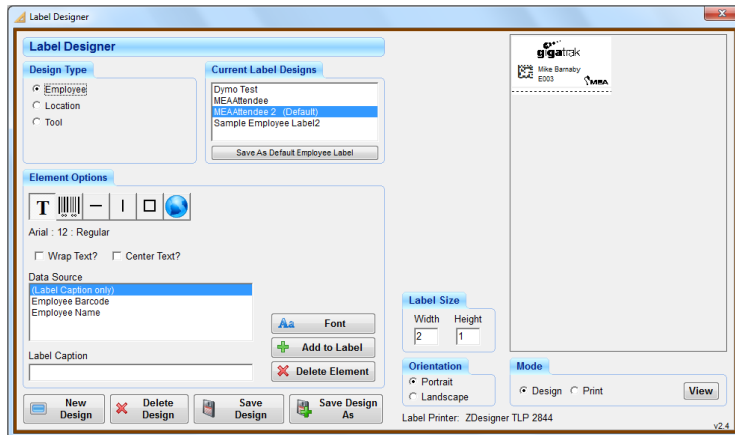 Label Designer
Label Designer
Design Type
Employee
Location
Tool
Current Label Designs
Dymo Test
MEAAttendee
MEAAttendee 2 (Default)
Sample Employee Label2
Save As Default Employee Label
Element Options
T
Arial : 12 : Regular
Wrap Text?
Center Text?
Data Source
(Label Caption only)
Employee Barcode
Employee Name
Aa Font
Add to Label
Delete Element
Label Caption
New Design
Delete Design
Save Design
Save Design As
gigatrak
Mike Barnaby
E003
MEA
Label Size
Width Height
2 1
Orientation
Portrait
Landscape
Mode
Design Print
View
Label Printer: ZDesigner TLP 2844
v2.4